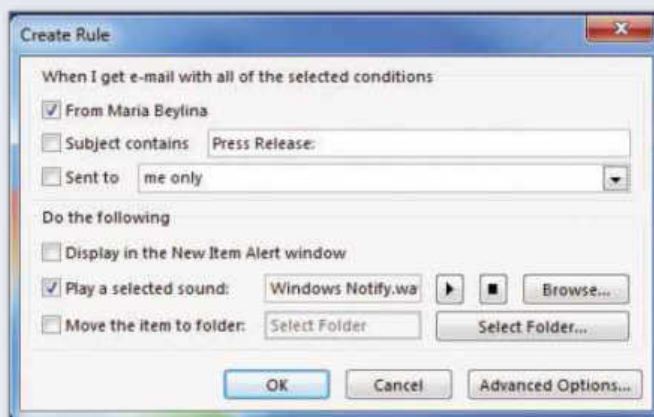 Create Rule
When I get e-mail with all of the selected conditions
From Maria Beylina
Subject contains Press Release:
Sent to me only
Do the following
Display in the New Item Alert window
Play a selected sound: Windows Notify.wa Browse...
Move the item to folder: Select Folder Select Folder...
OK Cancel Advanced Options...